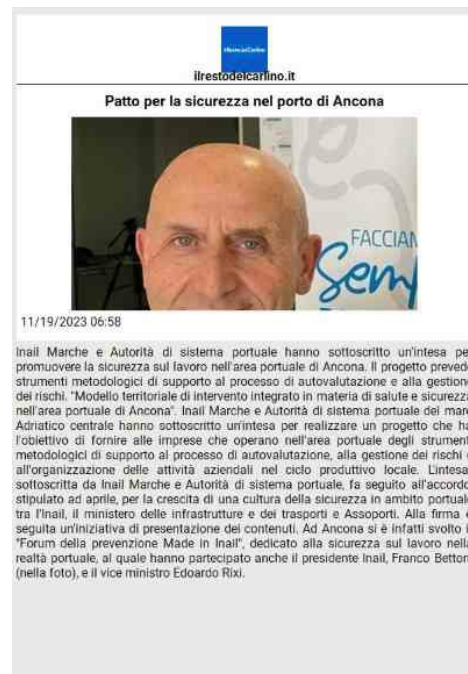 ilRestodelCarlino
ilrestodelcarlino.it
Patto per la sicurezza nel porto di Ancona
FACCIAN
Sem
11/19/2023 06:58
Inail Marche e Autorità di sistema portuale hanno sottoscritto un'intesa per
promuovere la sicurezza sul lavoro nell'area portuale di Ancona. Il progetto prevede
strumenti metodologici di supporto al processo di autovalutazione e alla gestione
dei rischi. "Modello territoriale di intervento integrato in materia di salute e sicurezza
nell'area portuale di Ancona". Inail Marche e Autorità di sistema portuale del mare
Adriatico centrale hanno sottoscritto un'intesa per realizzare un progetto che ha
l'obiettivo di fornire alle imprese che operano nell'area portuale degli strumenti
metodologici di supporto al processo di autovalutazione, alla gestione dei rischi e
all'organizzazione delle attività aziendali nel ciclo produttivo locale. L'intesa,
sottoscritta da Inail Marche e Autorità di sistema portuale, fa seguito all'accordo
stipulato ad aprile, per la crescita di una cultura della sicurezza in ambito portuale
tra l'Inail, il ministero delle infrastrutture e dei trasporti e Assoporti. Alla firma è
seguita un'iniziativa di presentazione dei contenuti. Ad Ancona si è infatti svolto il
"Forum della prevenzione Made in Inail", dedicato alla sicurezza sul lavoro nella
realtà portuale, al quale hanno partecipato anche il presidente Inail, Franco Bettoni
(nella foto), e il vice ministro Edoardo Rixi.